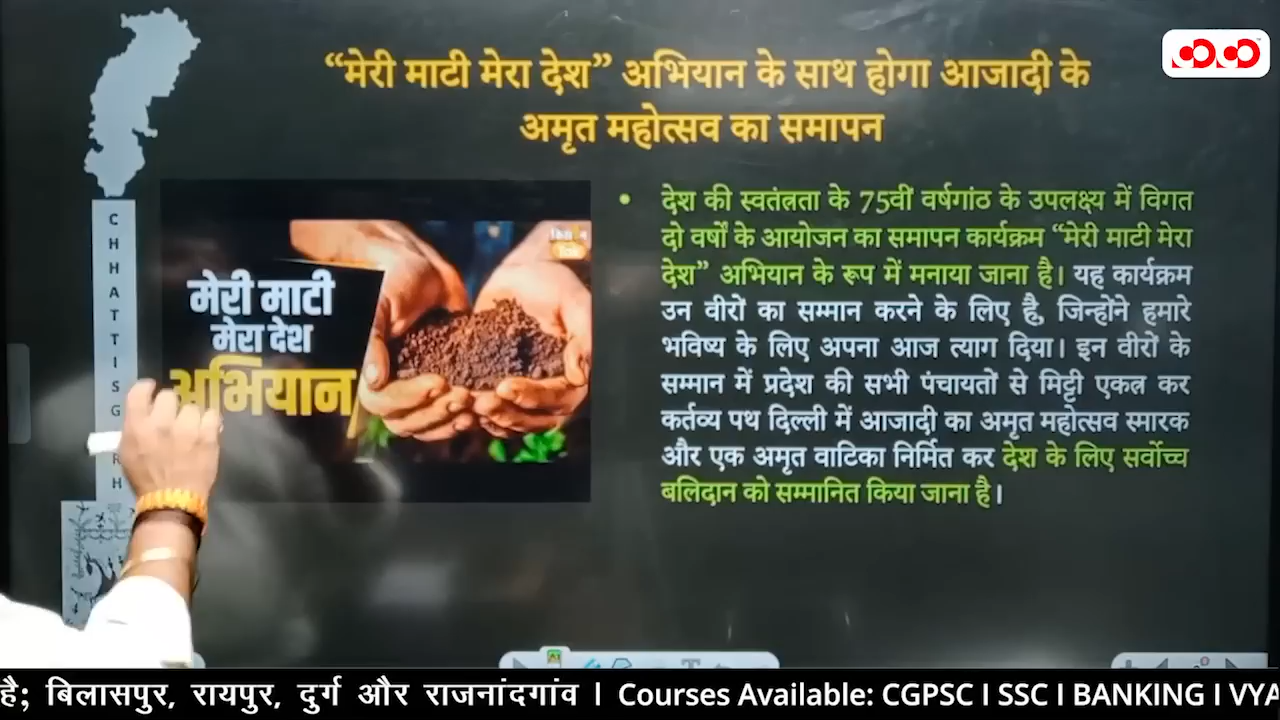 “मेरी माटी मेरा देश” अभियान के साथ होगा आजादी के
अमृत महोत्सव का समापन
CHHATTISG
RH
मेरी माटी
मेरा देश
अभियान
• देश की स्वतंत्रता के 75वीं वर्षगांठ के उपलक्ष्य में विगत
दो वर्षों के आयोजन का समापन कार्यक्रम “मेरी माटी मेरा
देश” अभियान के रूप में मनाया जाना है। यह कार्यक्रम
उन वीरों का सम्मान करने के लिए है, जिन्होंने हमारे
भविष्य के लिए अपना आज त्याग दिया। इन वीरों के
सम्मान में प्रदेश की सभी पंचायतों से मिट्टी एकत्र कर
कर्तव्य पथ दिल्ली में आजादी का अमृत महोत्सव स्मारक
और एक अमृत वाटिका निर्मित कर देश के लिए सर्वोच्च
बलिदान को सम्मानित किया जाना है।
है; बिलासपुर, रायपुर, दुर्ग और राजनांदगांव । Courses Available: CGPSC I SSC I BANKING I VYA